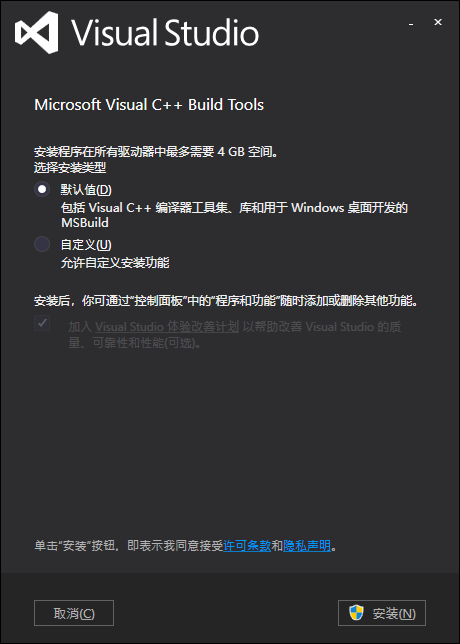 Visual Studio
Microsoft Visual C++ Build Tools
安装程序在所有驱动器中最多需要 4 GB 空间。
选择安装类型
默认值(D)
包括 Visual C++ 编译器工具集、库和用于 Windows 桌面开发的
MSBuild
自定义(U)
允许自定义安装功能
安装后，你可通过“控制面板”中的“程序和功能”随时添加或删除其他功能。
加入 Visual Studio 体验改善计划 以帮助改善 Visual Studio 的质
量、可靠性和性能(可选)。
单击“安装”按钮，即表示我同意接受许可条款和隐私声明。
取消(C)
安装(N)